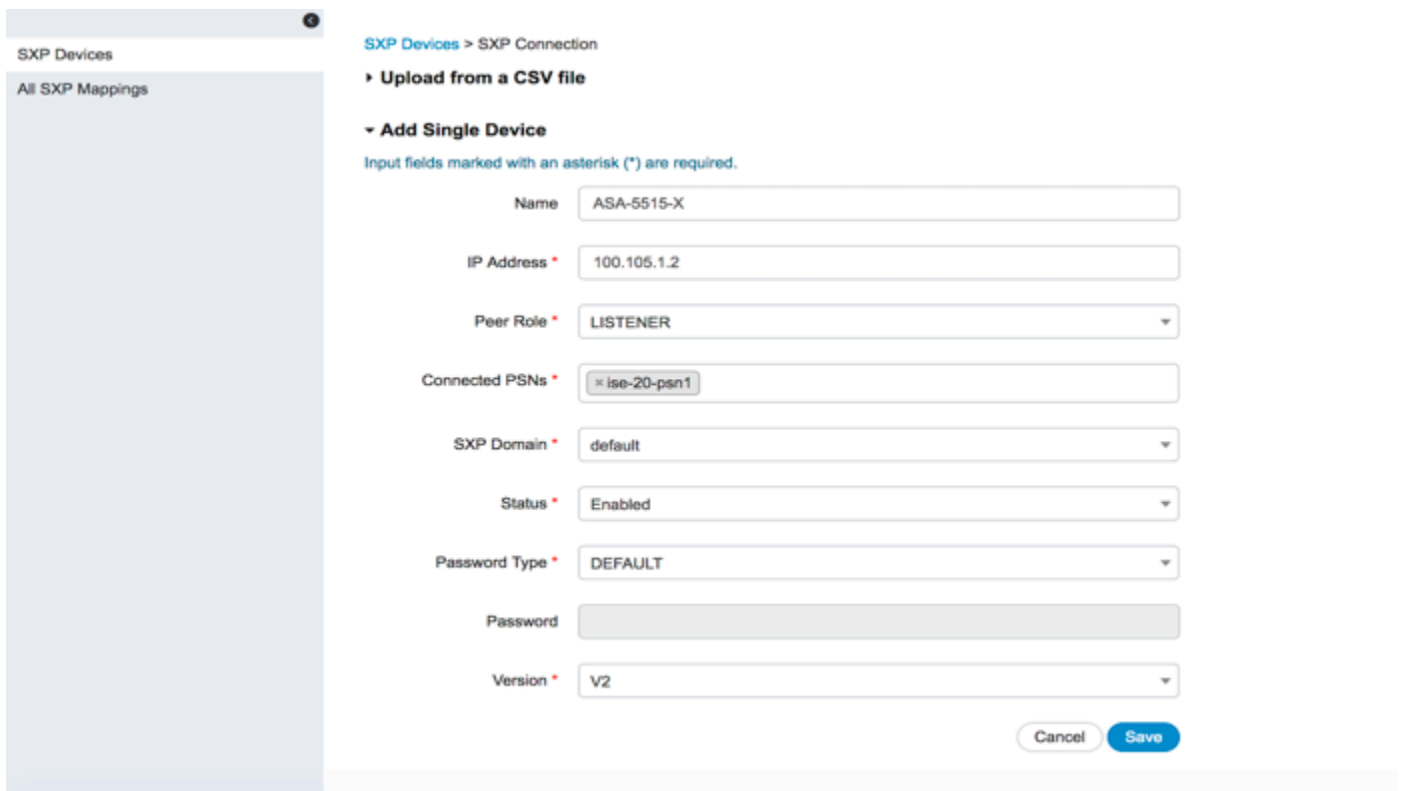 SXP Devices
All SXP Mappings
SXP Devices > SXP Connection
Upload from a CSV file
Add Single Device
Input fields marked with an asterisk (*) are required.
Name ASA-5515-X
IP Address * 100.105.1.2
Peer Role * LISTENER
Connected PSNs * × ise-20-psn1
SXP Domain * default
Status * Enabled
Password Type * DEFAULT
Password
Version * V2
Cancel Save